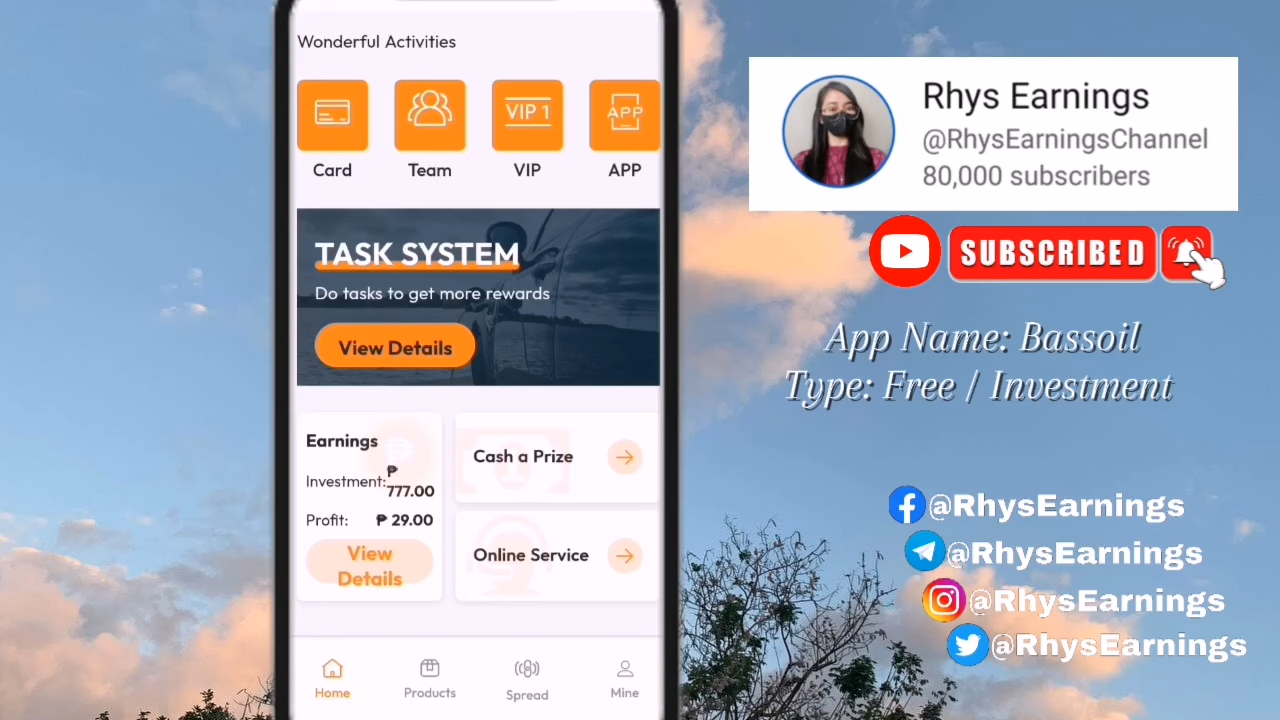 Wonderful Activities
VIP 1
APP
Card
Team
VIP
APP
TASK SYSTEM
Do tasks to get more rewards
View Details
Earnings
Investment: ₱
777.00
Profit: ₱ 29.00
View
Details
Cash a Prize
Online Service
Home
Products
Spread
Mine
Rhys Earnings
@RhysEarningsChannel
80,000 subscribers
SUBSCRIBED
App Name: Bassoil
Type: Free / Investment
@RhysEarnings
@RhysEarnings
@RhysEarnings
@RhysEarnings